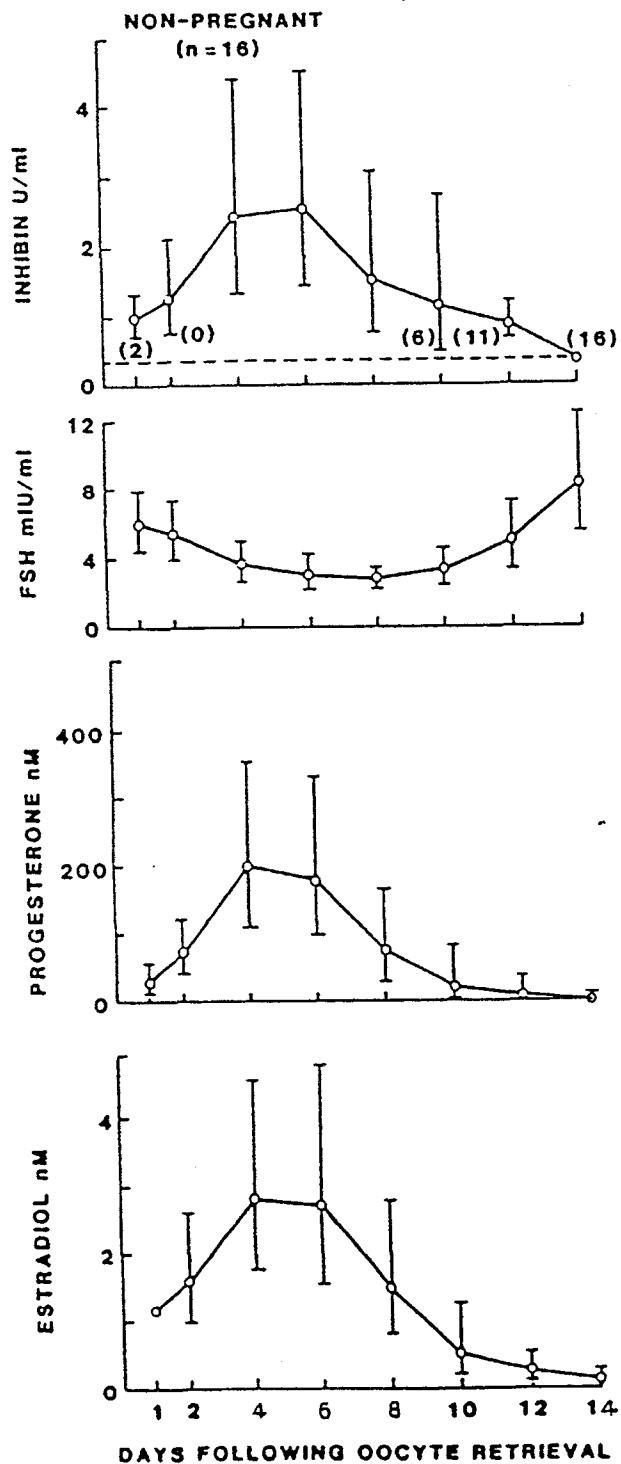 NON-PREGNANT
(n = 16)
INHIBIN U/ml
4
2
0
(2)
(0)
(6)
(11)
(16)
FSH mIU/ml
12
8
4
0
PROGESTERONE nM
400
200
0
ESTRADIOL nM
4
2
0
1 2 4 6 8 10 12 14
DAYS FOLLOWING OOCYTE RETRIEVAL